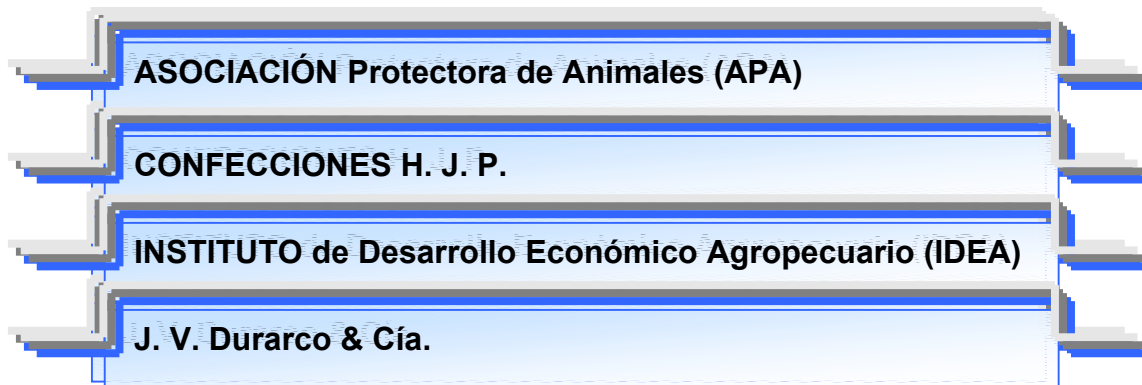 ASOCIACIÓN Protectora de Animales (APA)
CONFECCIONES H. J. P.
INSTITUTO de Desarrollo Económico Agropecuario (IDEA)
J. V. Durarco & Cía.